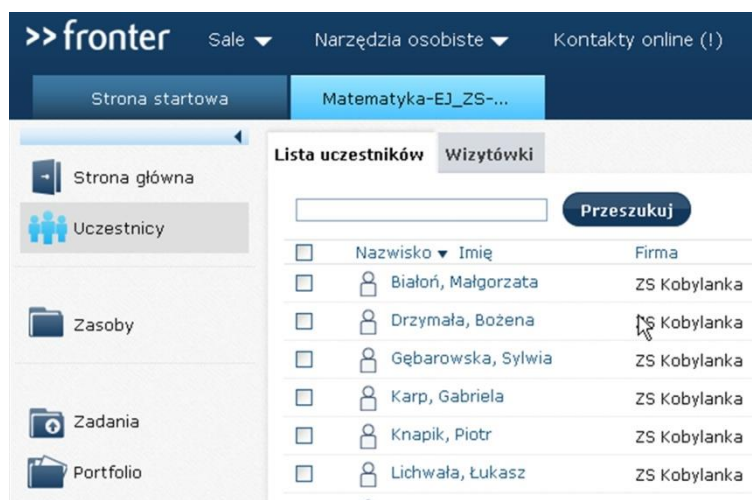 >>fronter Sale Narzędzia osobiste Kontakty online (!)
Strona startowa Matematyka-EJ_ZS-...
Lista uczestników Wizytówki
Strona główna
Przeszukuj
Uczestnicy
Nazwisko Imię Firma
Białoń, Małgorzata ZS Kobylanka
Zasoby
Drzymała, Bożena ZS Kobylanka
Gębarowska, Sylwia ZS Kobylanka
Karp, Gabriela ZS Kobylanka
Zadania
Knapik, Piotr ZS Kobylanka
Portfolio
Lichwała, Łukasz ZS Kobylanka